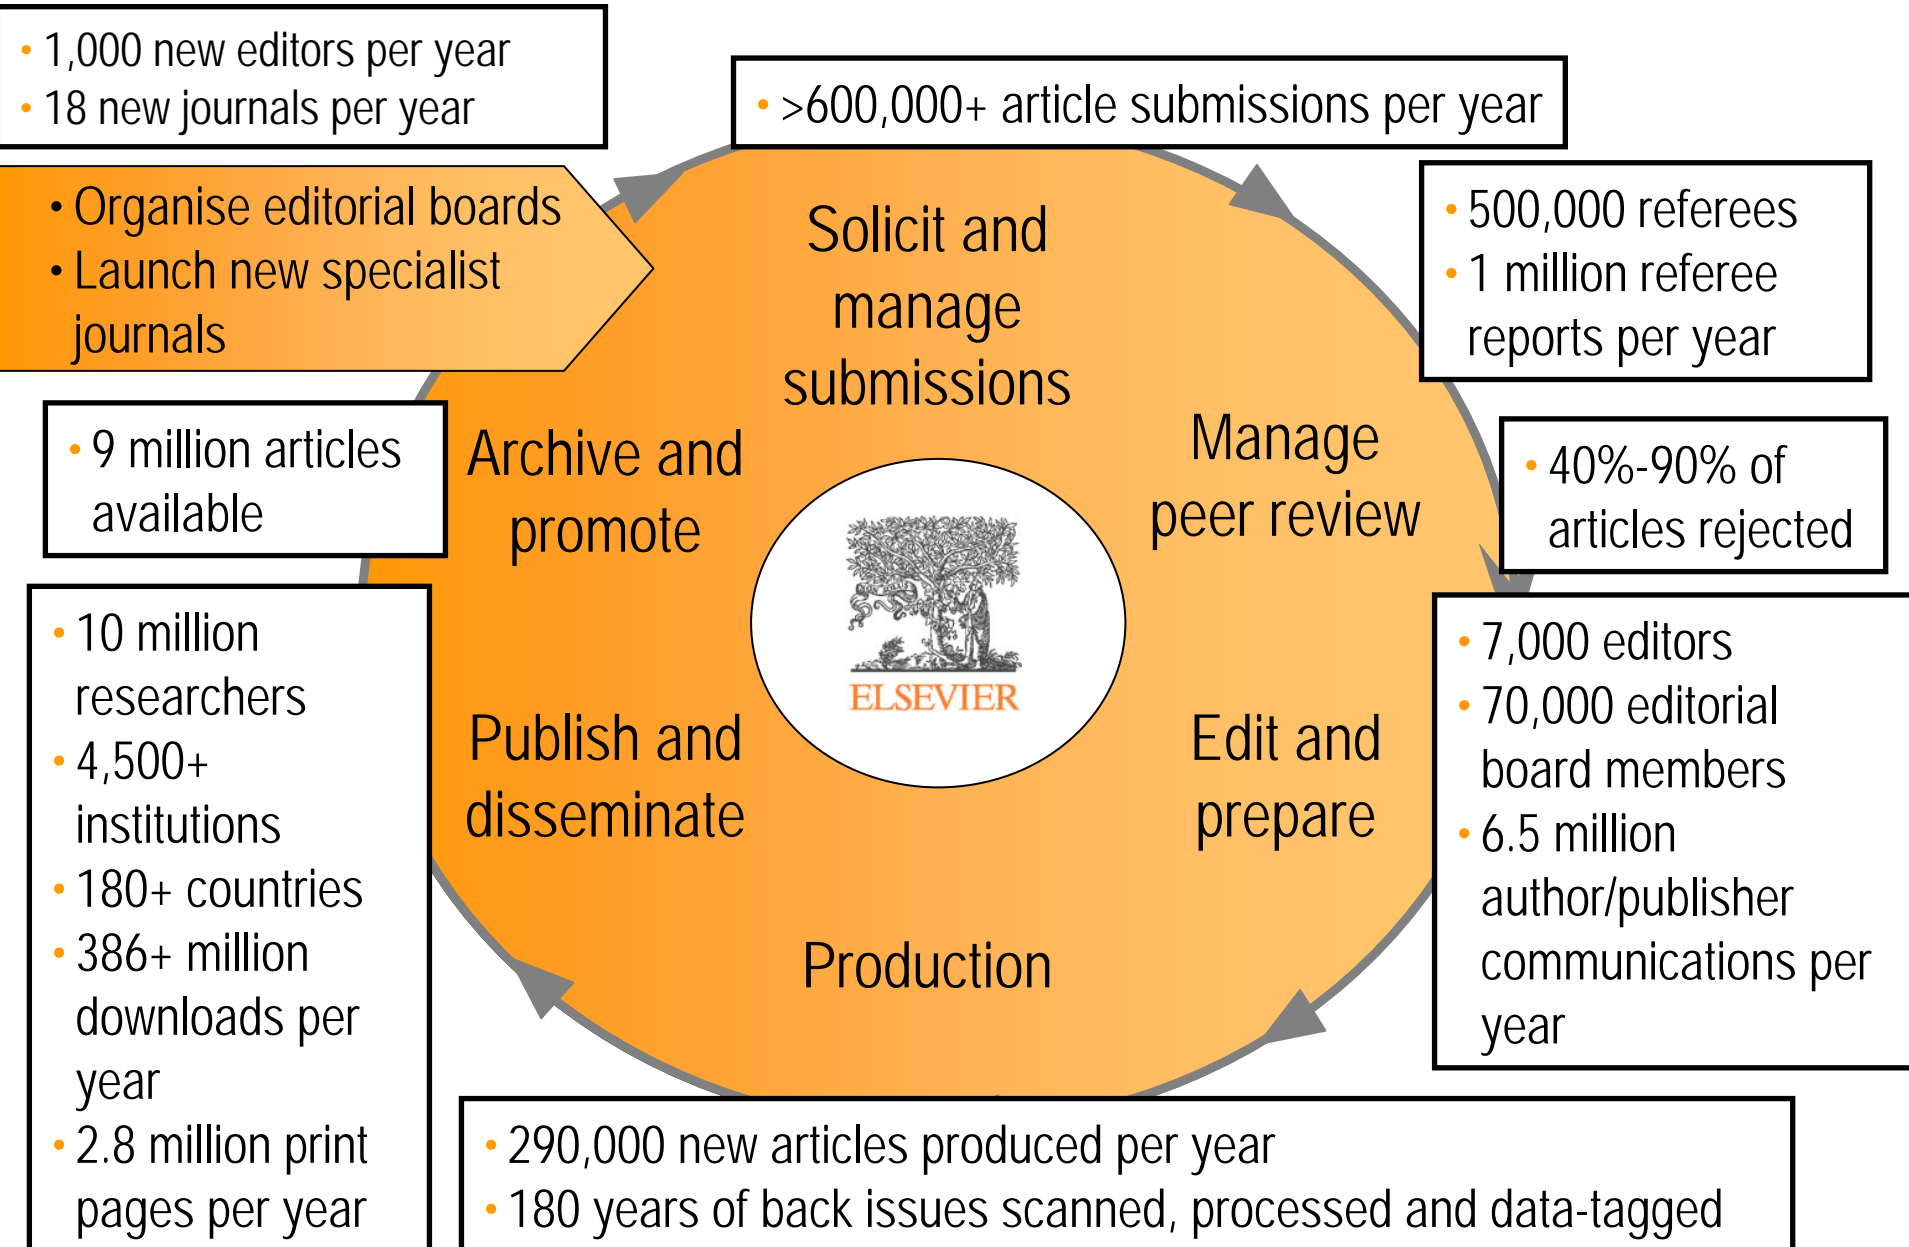 • 1,000 new editors per year
• 18 new journals per year
• >600,000+ article submissions per year
• Organise editorial boards
• Launch new specialist
journals
Solicit and
manage
submissions
• 500,000 referees
• 1 million referee
reports per year
Manage
peer review
• 40%-90% of
articles rejected
• 9 million articles
available
Archive and
promote
ELSEVIER
• 10 million
researchers
• 4,500+
institutions
• 180+ countries
• 386+ million
downloads per
year
• 2.8 million print
pages per year
Publish and
disseminate
Edit and
prepare
• 7,000 editors
• 70,000 editorial
board members
• 6.5 million
author/publisher
communications per
year
Production
• 290,000 new articles produced per year
• 180 years of back issues scanned, processed and data-tagged